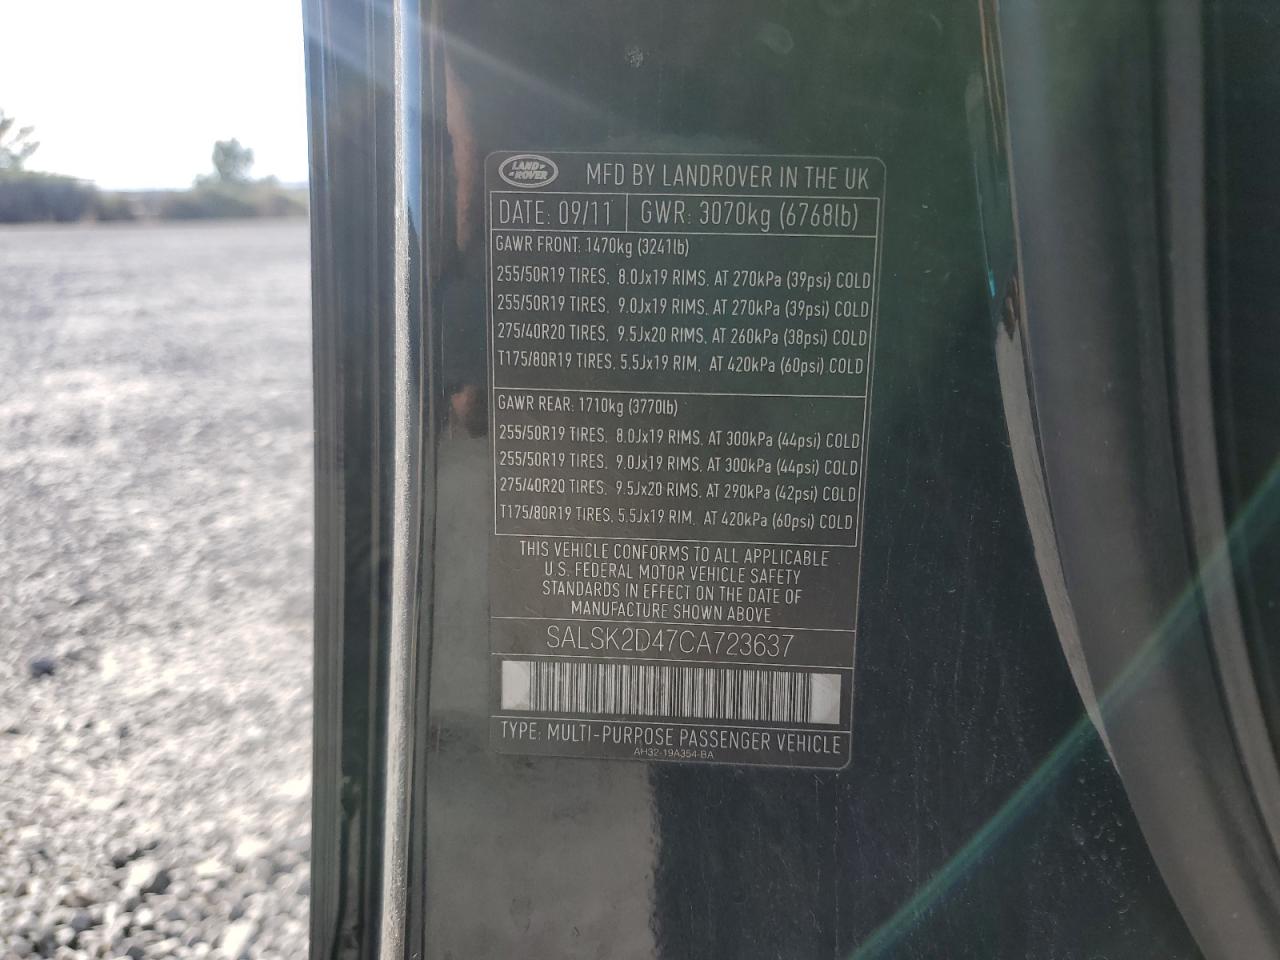 LAND ROVER
MFD BY LANDROVER IN THE UK
DATE: 09/11 GWR: 3070kg (6768lb)
GAWR FRONT: 1470kg (3241lb)
255/50R19 TIRES, 8.0Jx19 RIMS, AT 270kPa (39psi) COLD
255/50R19 TIRES, 9.0Jx19 RIMS, AT 270kPa (39psi) COLD
275/40R20 TIRES, 9.5Jx20 RIMS, AT 260kPa (38psi) COLD
T175/80R19 TIRES, 5.5Jx19 RIM, AT 420kPa (60psi) COLD
GAWR REAR: 1710kg (3770lb)
255/50R19 TIRES, 8.0Jx19 RIMS, AT 300kPa (44psi) COLD
255/50R19 TIRES, 9.0Jx19 RIMS, AT 300kPa (44psi) COLD
275/40R20 TIRES, 9.5Jx20 RIMS, AT 290kPa (42psi) COLD
T175/80R19 TIRES, 5.5Jx19 RIM, AT 420kPa (60psi) COLD
THIS VEHICLE CONFORMS TO ALL APPLICABLE
U.S. FEDERAL MOTOR VEHICLE SAFETY
STANDARDS IN EFFECT ON THE DATE OF
MANUFACTURE SHOWN ABOVE
SALSK2D47CA723637
TYPE: MULTI-PURPOSE PASSENGER VEHICLE
AH32-19A354-BA